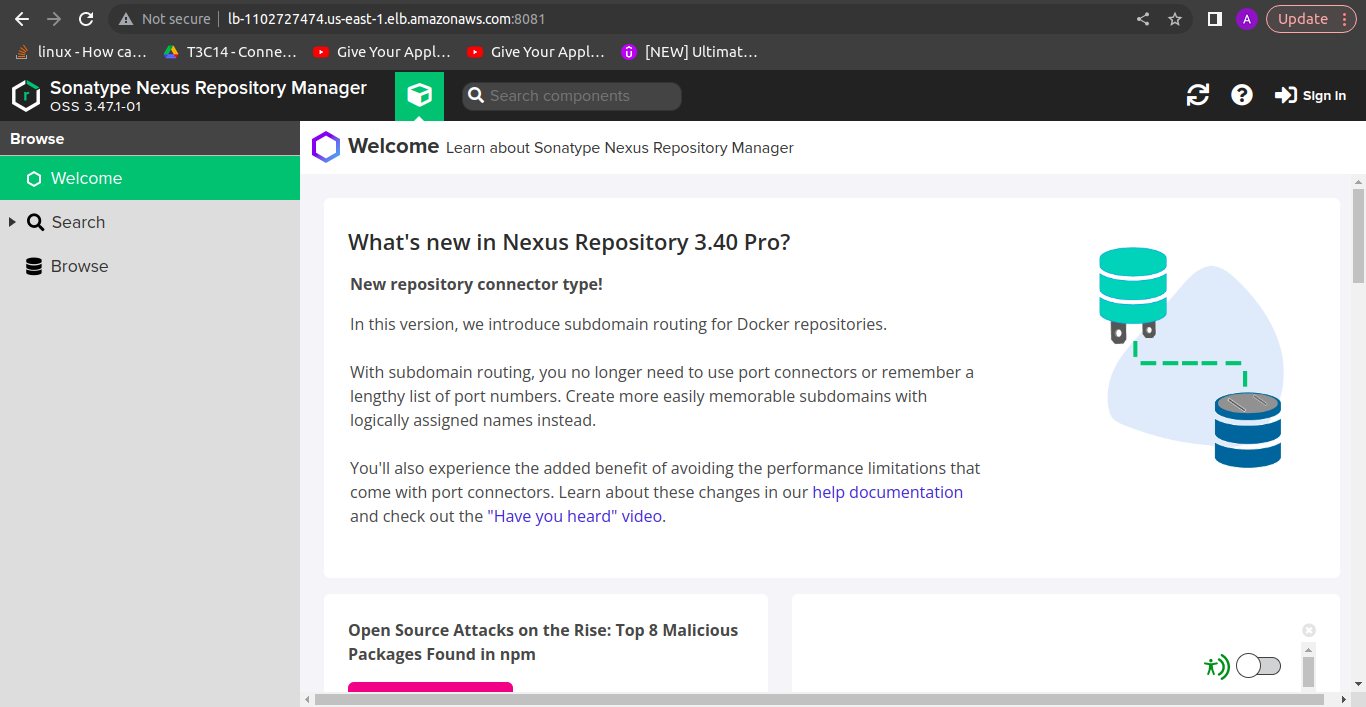 Not secure
lb-1102727474.us-east-1.elb.amazonaws.com:8081
A
Update
linux - How ca...
T3C14 - Conne...
Give Your Appl...
Give Your Appl...
[NEW] Ultimat...
Sonatype Nexus Repository Manager
OSS 3.47.1-01
Search components
Sign In
Browse
Welcome
Search
Browse
Welcome Learn about Sonatype Nexus Repository Manager
What's new in Nexus Repository 3.40 Pro?
New repository connector type!
In this version, we introduce subdomain routing for Docker repositories.
With subdomain routing, you no longer need to use port connectors or remember a
lengthy list of port numbers. Create more easily memorable subdomains with
logically assigned names instead.
You'll also experience the added benefit of avoiding the performance limitations that
come with port connectors. Learn about these changes in our help documentation
and check out the "Have you heard" video.
Open Source Attacks on the Rise: Top 8 Malicious
Packages Found in npm